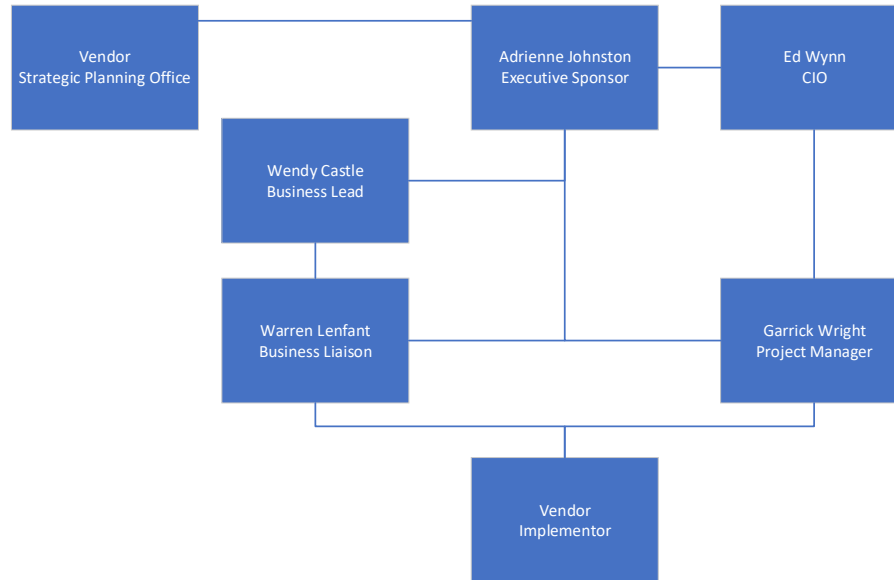 Vendor
Strategic Planning Office
Adrienne Johnston
Executive Sponsor
Ed Wynn
CIO
Wendy Castle
Business Lead
Warren Lenfant
Business Liaison
Garrick Wright
Project Manager
Vendor
Implementor